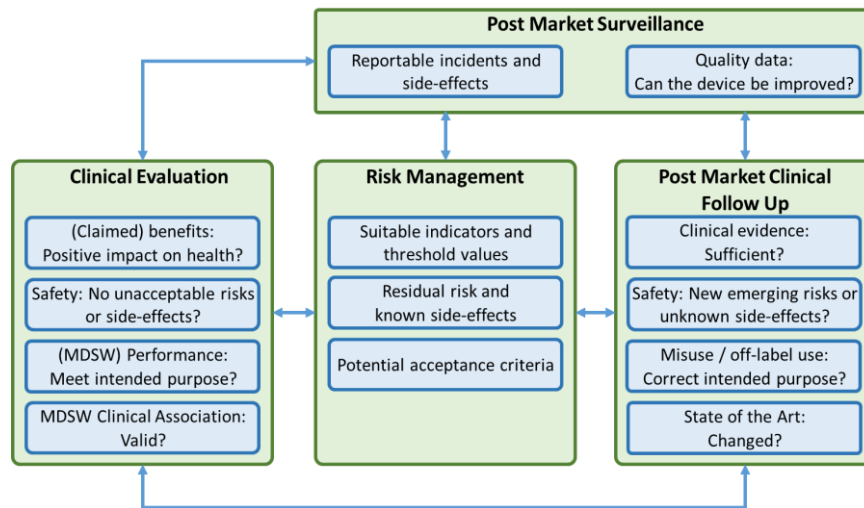 Post Market Surveillance
Reportable incidents and
side-effects
Quality data:
Can the device be improved?
Clinical Evaluation
(Claimed) benefits:
Positive impact on health?
Safety: No unacceptable risks
or side-effects?
(MDSW) Performance:
Meet intended purpose?
MDSW Clinical Association:
Valid?
Risk Management
Suitable indicators and
threshold values
Residual risk and
known side-effects
Potential acceptance criteria
Post Market Clinical
Follow Up
Clinical evidence:
Sufficient?
Safety: New emerging risks or
unknown side-effects?
Misuse / off-label use:
Correct intended purpose?
State of the Art:
Changed?